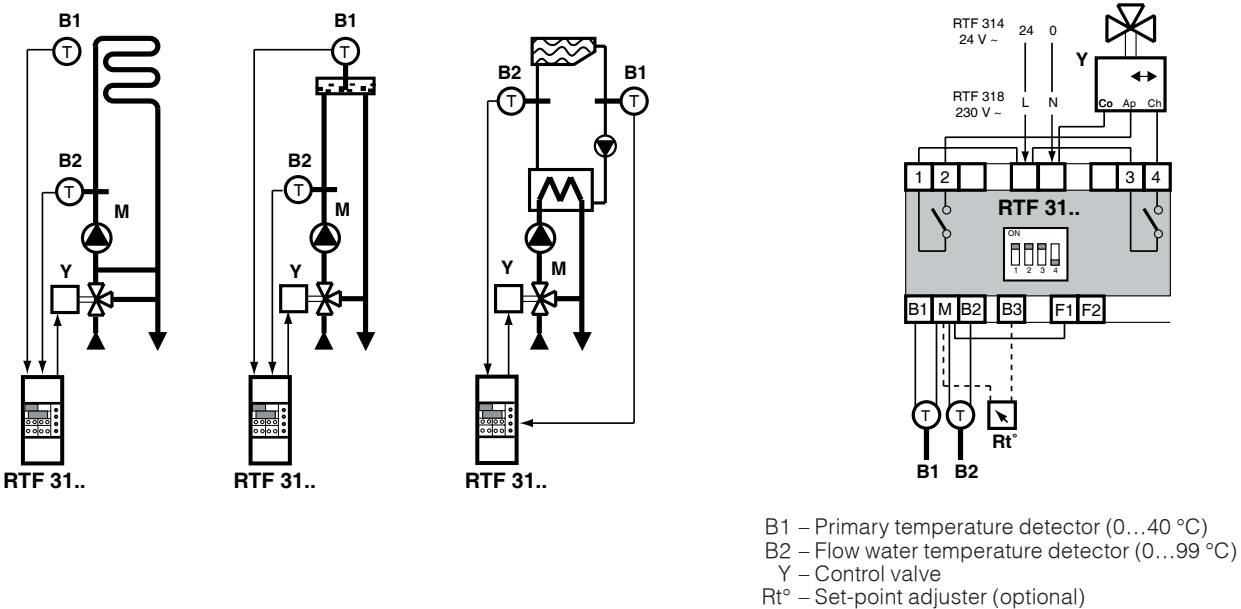 B1
T
B2
T
M
Y
RTF 31..
B1
T
B2
T
M
Y
RTF 31..
B2
T
B1
T
Y
M
RTF 31..
RTF 314
24 V ~
24 0
RTF 318
230 V ~
L N
Y
Co Ap Ch
1 2 3 4
RTF 31..
ON
1 2 3 4
B1 M B2 B3 F1 F2
T T
Rt°
B1 B2
B1 – Primary temperature detector (0…40 °C)
B2 – Flow water temperature detector (0…99 °C)
Y – Control valve
Rt° – Set-point adjuster (optional)